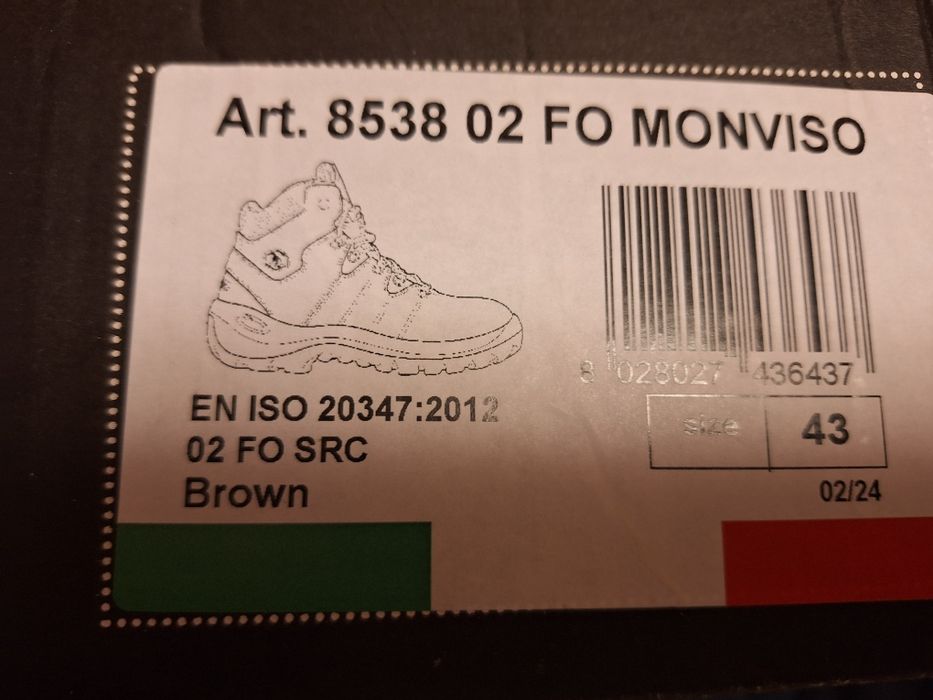 Art. 8538 02 FO MONVISO
8 028027 436437
EN ISO 20347:2012
02 FO SRC
Brown
size 43
02/24